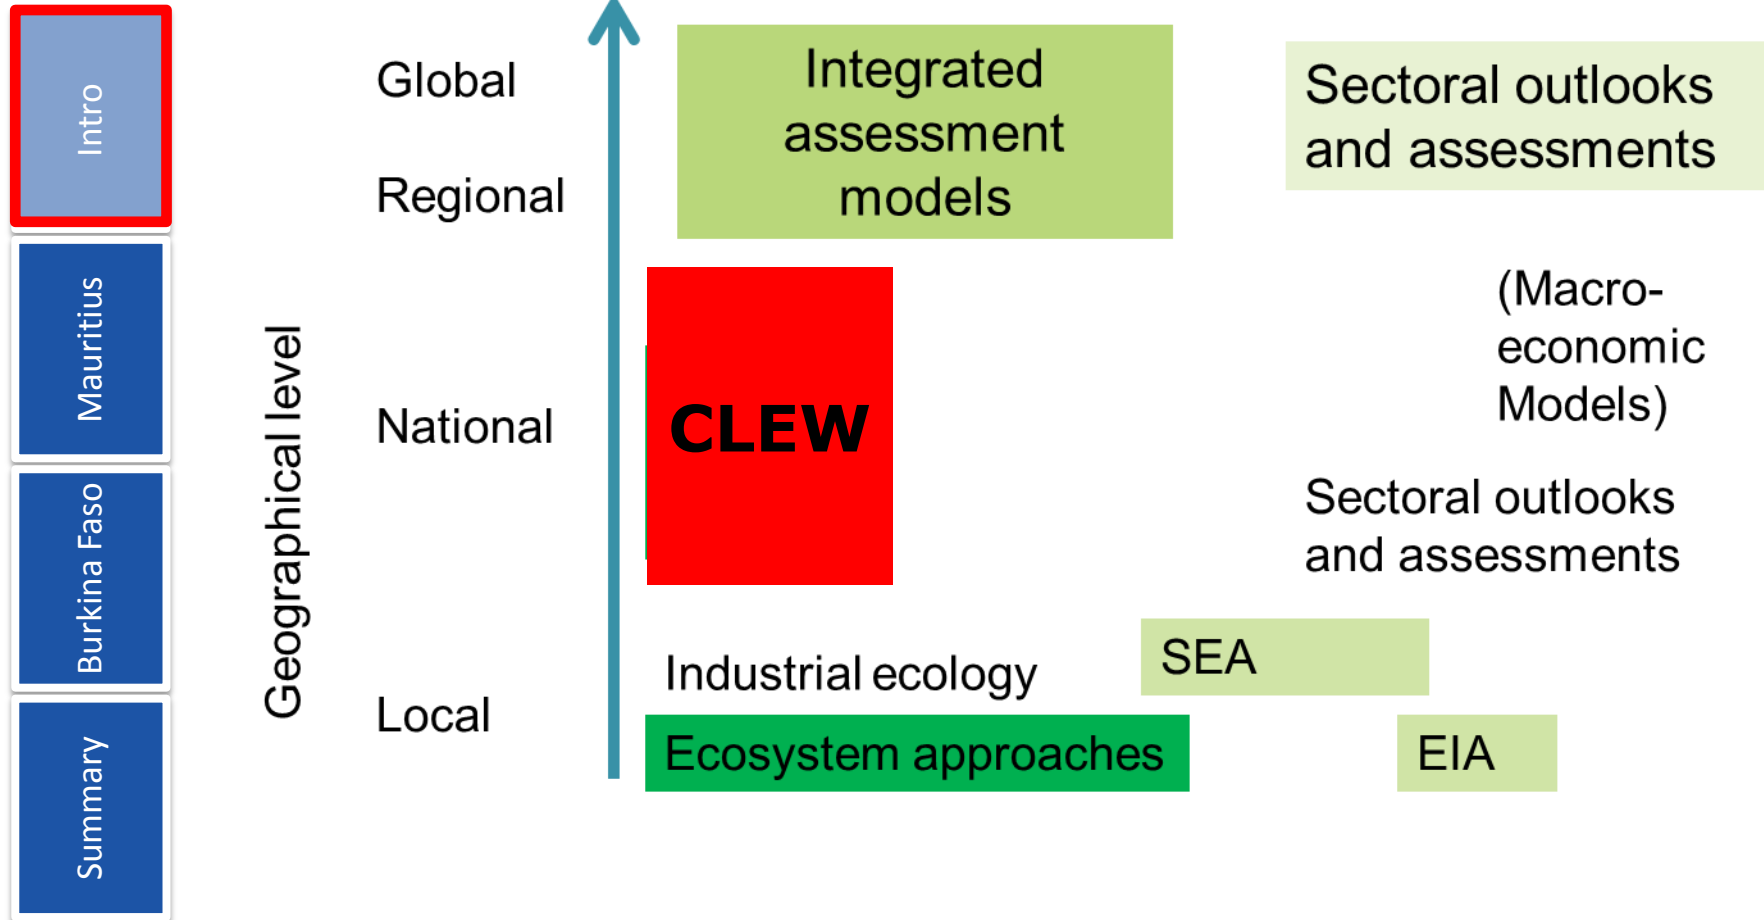 Intro
Mauritius
Burkina Faso
Summary
Geographical level
Global
Regional
National
Local
Integrated
assessment
models
Sectoral outlooks
and assessments
(Macro-
economic
Models)
CLEW
Sectoral outlooks
and assessments
Industrial ecology
SEA
Ecosystem approaches
EIA